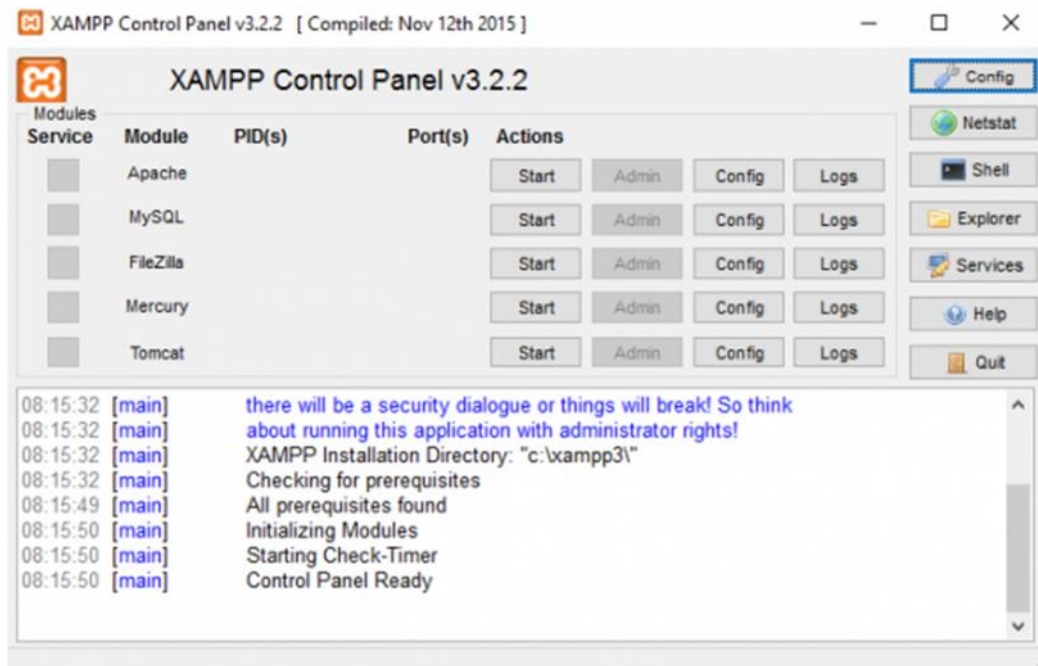 XAMPP Control Panel v3.2.2 [ Compiled: Nov 12th 2015 ]
XAMPP Control Panel v3.2.2
Config
Modules
Service Module PID(s) Port(s) Actions
Netstat
Apache Start Admin Config Logs
Shell
MySQL Start Admin Config Logs
Explorer
FileZilla Start Admin Config Logs
Services
Mercury Start Admin Config Logs
Help
Tomcat Start Admin Config Logs
Quit
08:15:32 [main] there will be a security dialogue or things will break! So think
08:15:32 [main] about running this application with administrator rights!
08:15:32 [main] XAMPP Installation Directory: "c:\xampp3\"
08:15:32 [main] Checking for prerequisites
08:15:49 [main] All prerequisites found
08:15:50 [main] Initializing Modules
08:15:50 [main] Starting Check-Timer
08:15:50 [main] Control Panel Ready